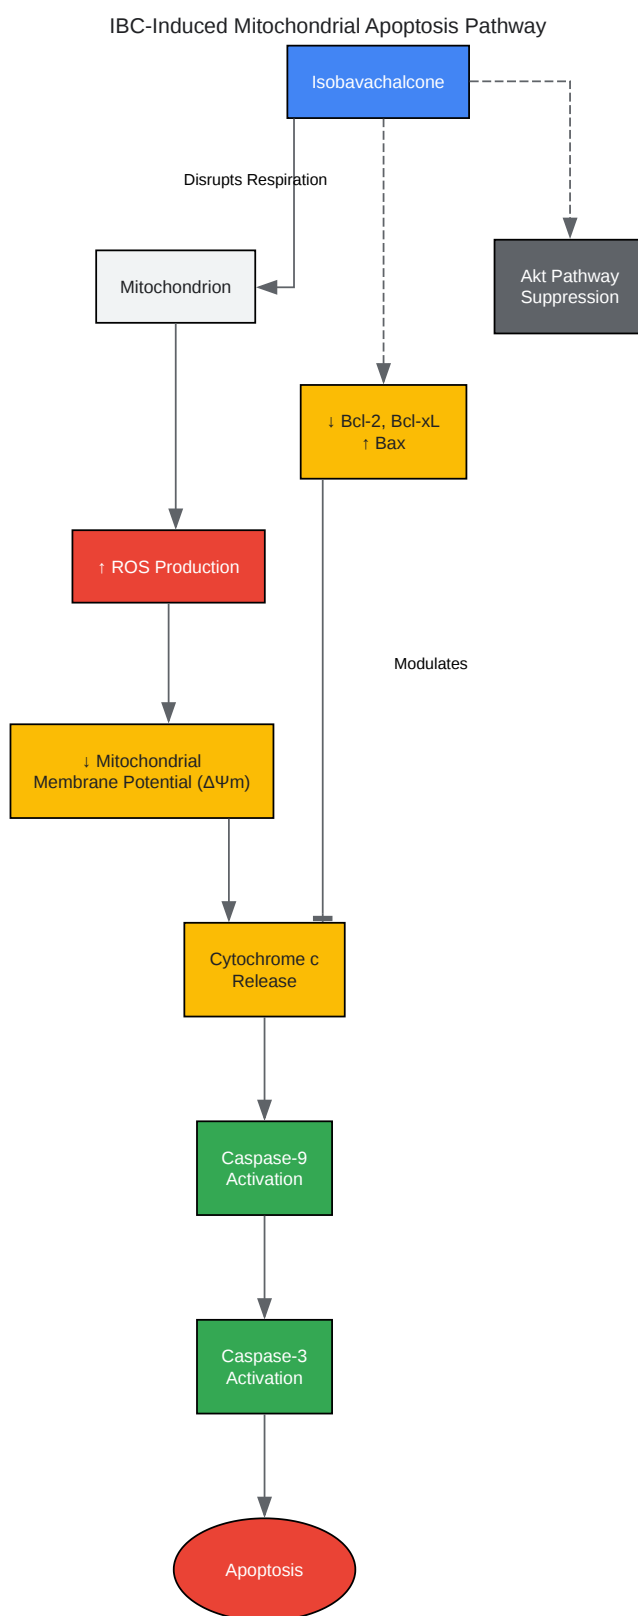 IBC-Induced Mitochondrial Apoptosis Pathway
Isobavachalcone
Disrupts Respiration
Mitochondrion
Akt Pathway
Suppression
↓ Bcl-2, Bcl-xL
↑ Bax
↑ ROS Production
Modulates
↓ Mitochondrial
Membrane Potential (ΔΨm)
Cytochrome c
Release
Caspase-9
Activation
Caspase-3
Activation
Apoptosis